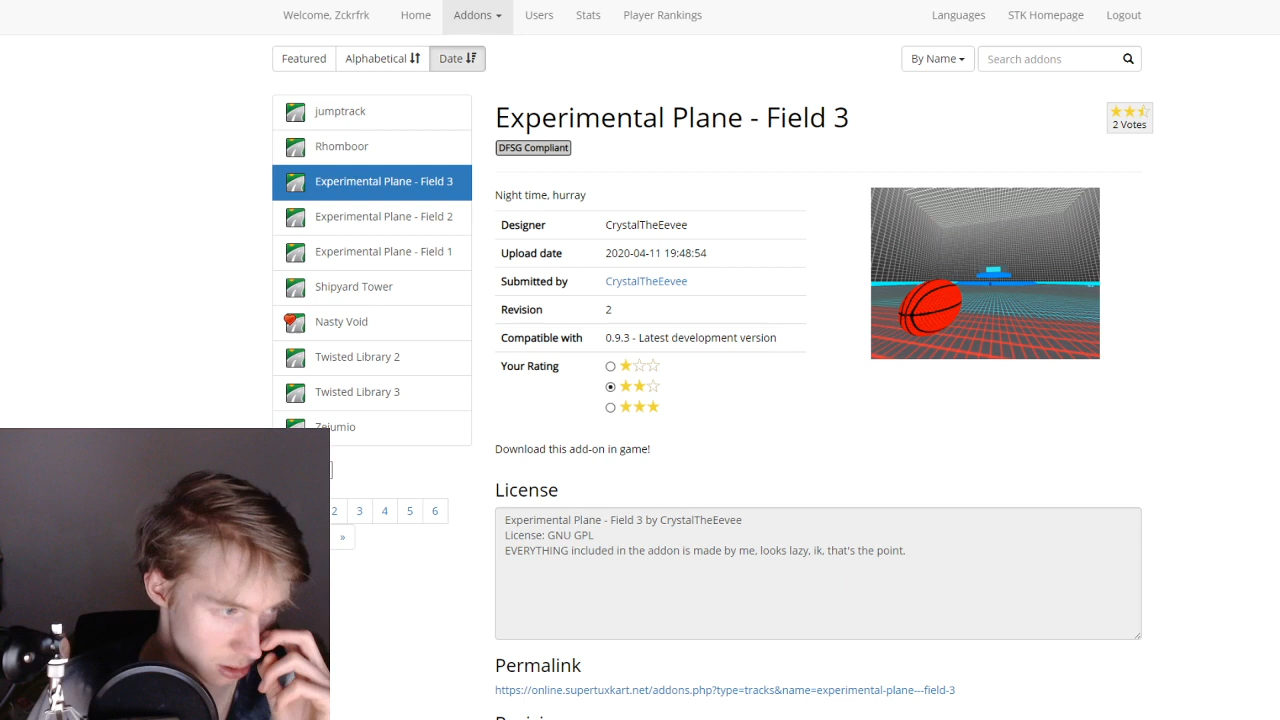 Welcome, Zckrfrk Home Addons Users Stats Player Rankings Languages STK Homepage Logout
Featured Alphabetical Date By Name Search addons
jumptrack
Rhomboor
Experimental Plane - Field 3
Experimental Plane - Field 2
Experimental Plane - Field 1
Shipyard Tower
Nasty Void
Twisted Library 2
Twisted Library 3
Zejumio
2 3 4 5 6
»
Experimental Plane - Field 3
2 Votes
DFSG Compliant
Night time, hurray
Designer CrystalTheEevee
Upload date 2020-04-11 19:48:54
Submitted by CrystalTheEevee
Revision 2
Compatible with 0.9.3 - Latest development version
Your Rating
Download this add-on in game!
License
Experimental Plane - Field 3 by CrystalTheEevee
License: GNU GPL
EVERYTHING included in the addon is made by me, looks lazy, ik, that's the point.
Permalink
https://online.supertuxkart.net/addons.php?type=tracks&name=experimental-plane---field-3